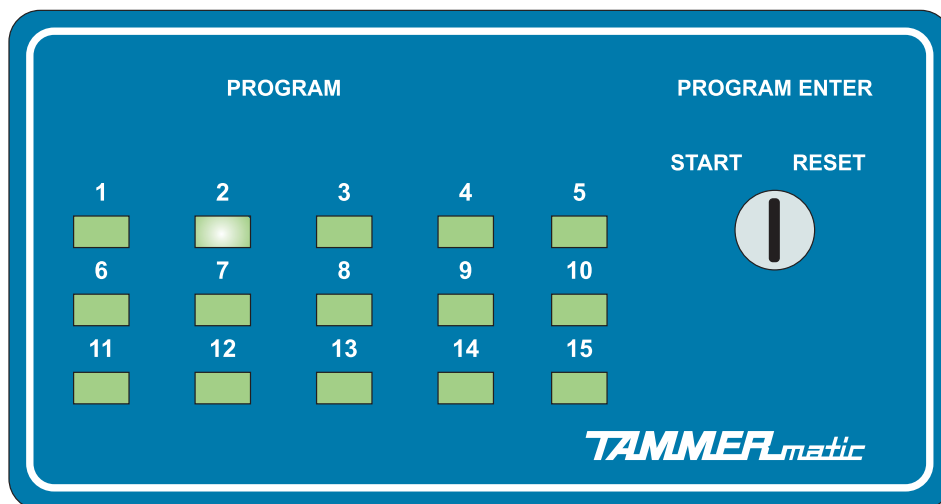 PROGRAM
PROGRAM ENTER
START RESET
1 2 3 4 5
6 7 8 9 10
11 12 13 14 15
TAMMERmatic